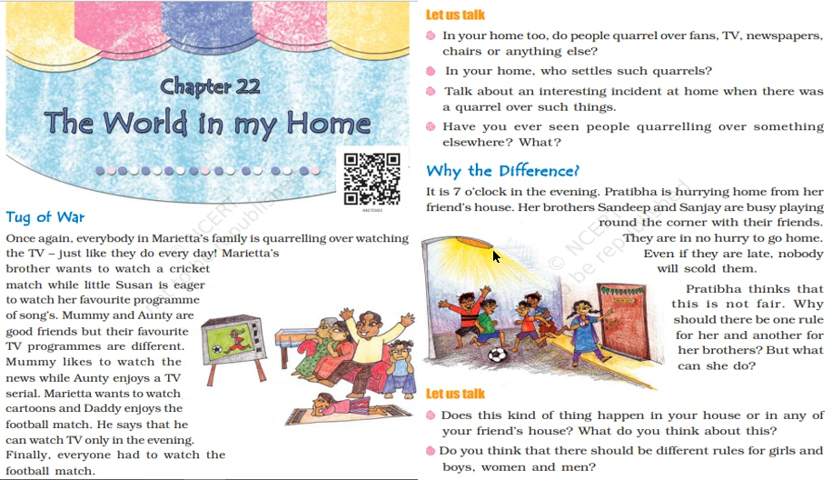 Chapter 22
The World in my Home
Tug of War
Once again, everybody in Marietta's family is quarrelling over watching
the TV – just like they do every day! Marietta's
brother wants to watch a cricket
match while little Susan is eager
to watch her favourite programme
of song's. Mummy and Aunty are
good friends but their favourite
TV programmes are different.
Mummy likes to watch the
news while Aunty enjoys a TV
serial. Marietta wants to watch
cartoons and Daddy enjoys the
football match. He says that he
can watch TV only in the evening.
Finally, everyone had to watch the
football match.
Let us talk
In your home too, do people quarrel over fans, TV, newspapers,
chairs or anything else?
In your home, who settles such quarrels?
Talk about an interesting incident at home when there was
a quarrel over such things.
Have you ever seen people quarrelling over something
elsewhere? What?
Why the Difference?
It is 7 o'clock in the evening. Pratibha is hurrying home from her
friend's house. Her brothers Sandeep and Sanjay are busy playing
round the corner with their friends.
They are in no hurry to go home.
Even if they are late, nobody
will scold them.
Pratibha thinks that
this is not fair. Why
should there be one rule
for her and another for
her brothers? But what
can she do?
Let us talk
Does this kind of thing happen in your house or in any of
your friend's house? What do you think about this?
Do you think that there should be different rules for girls and
boys, women and men?